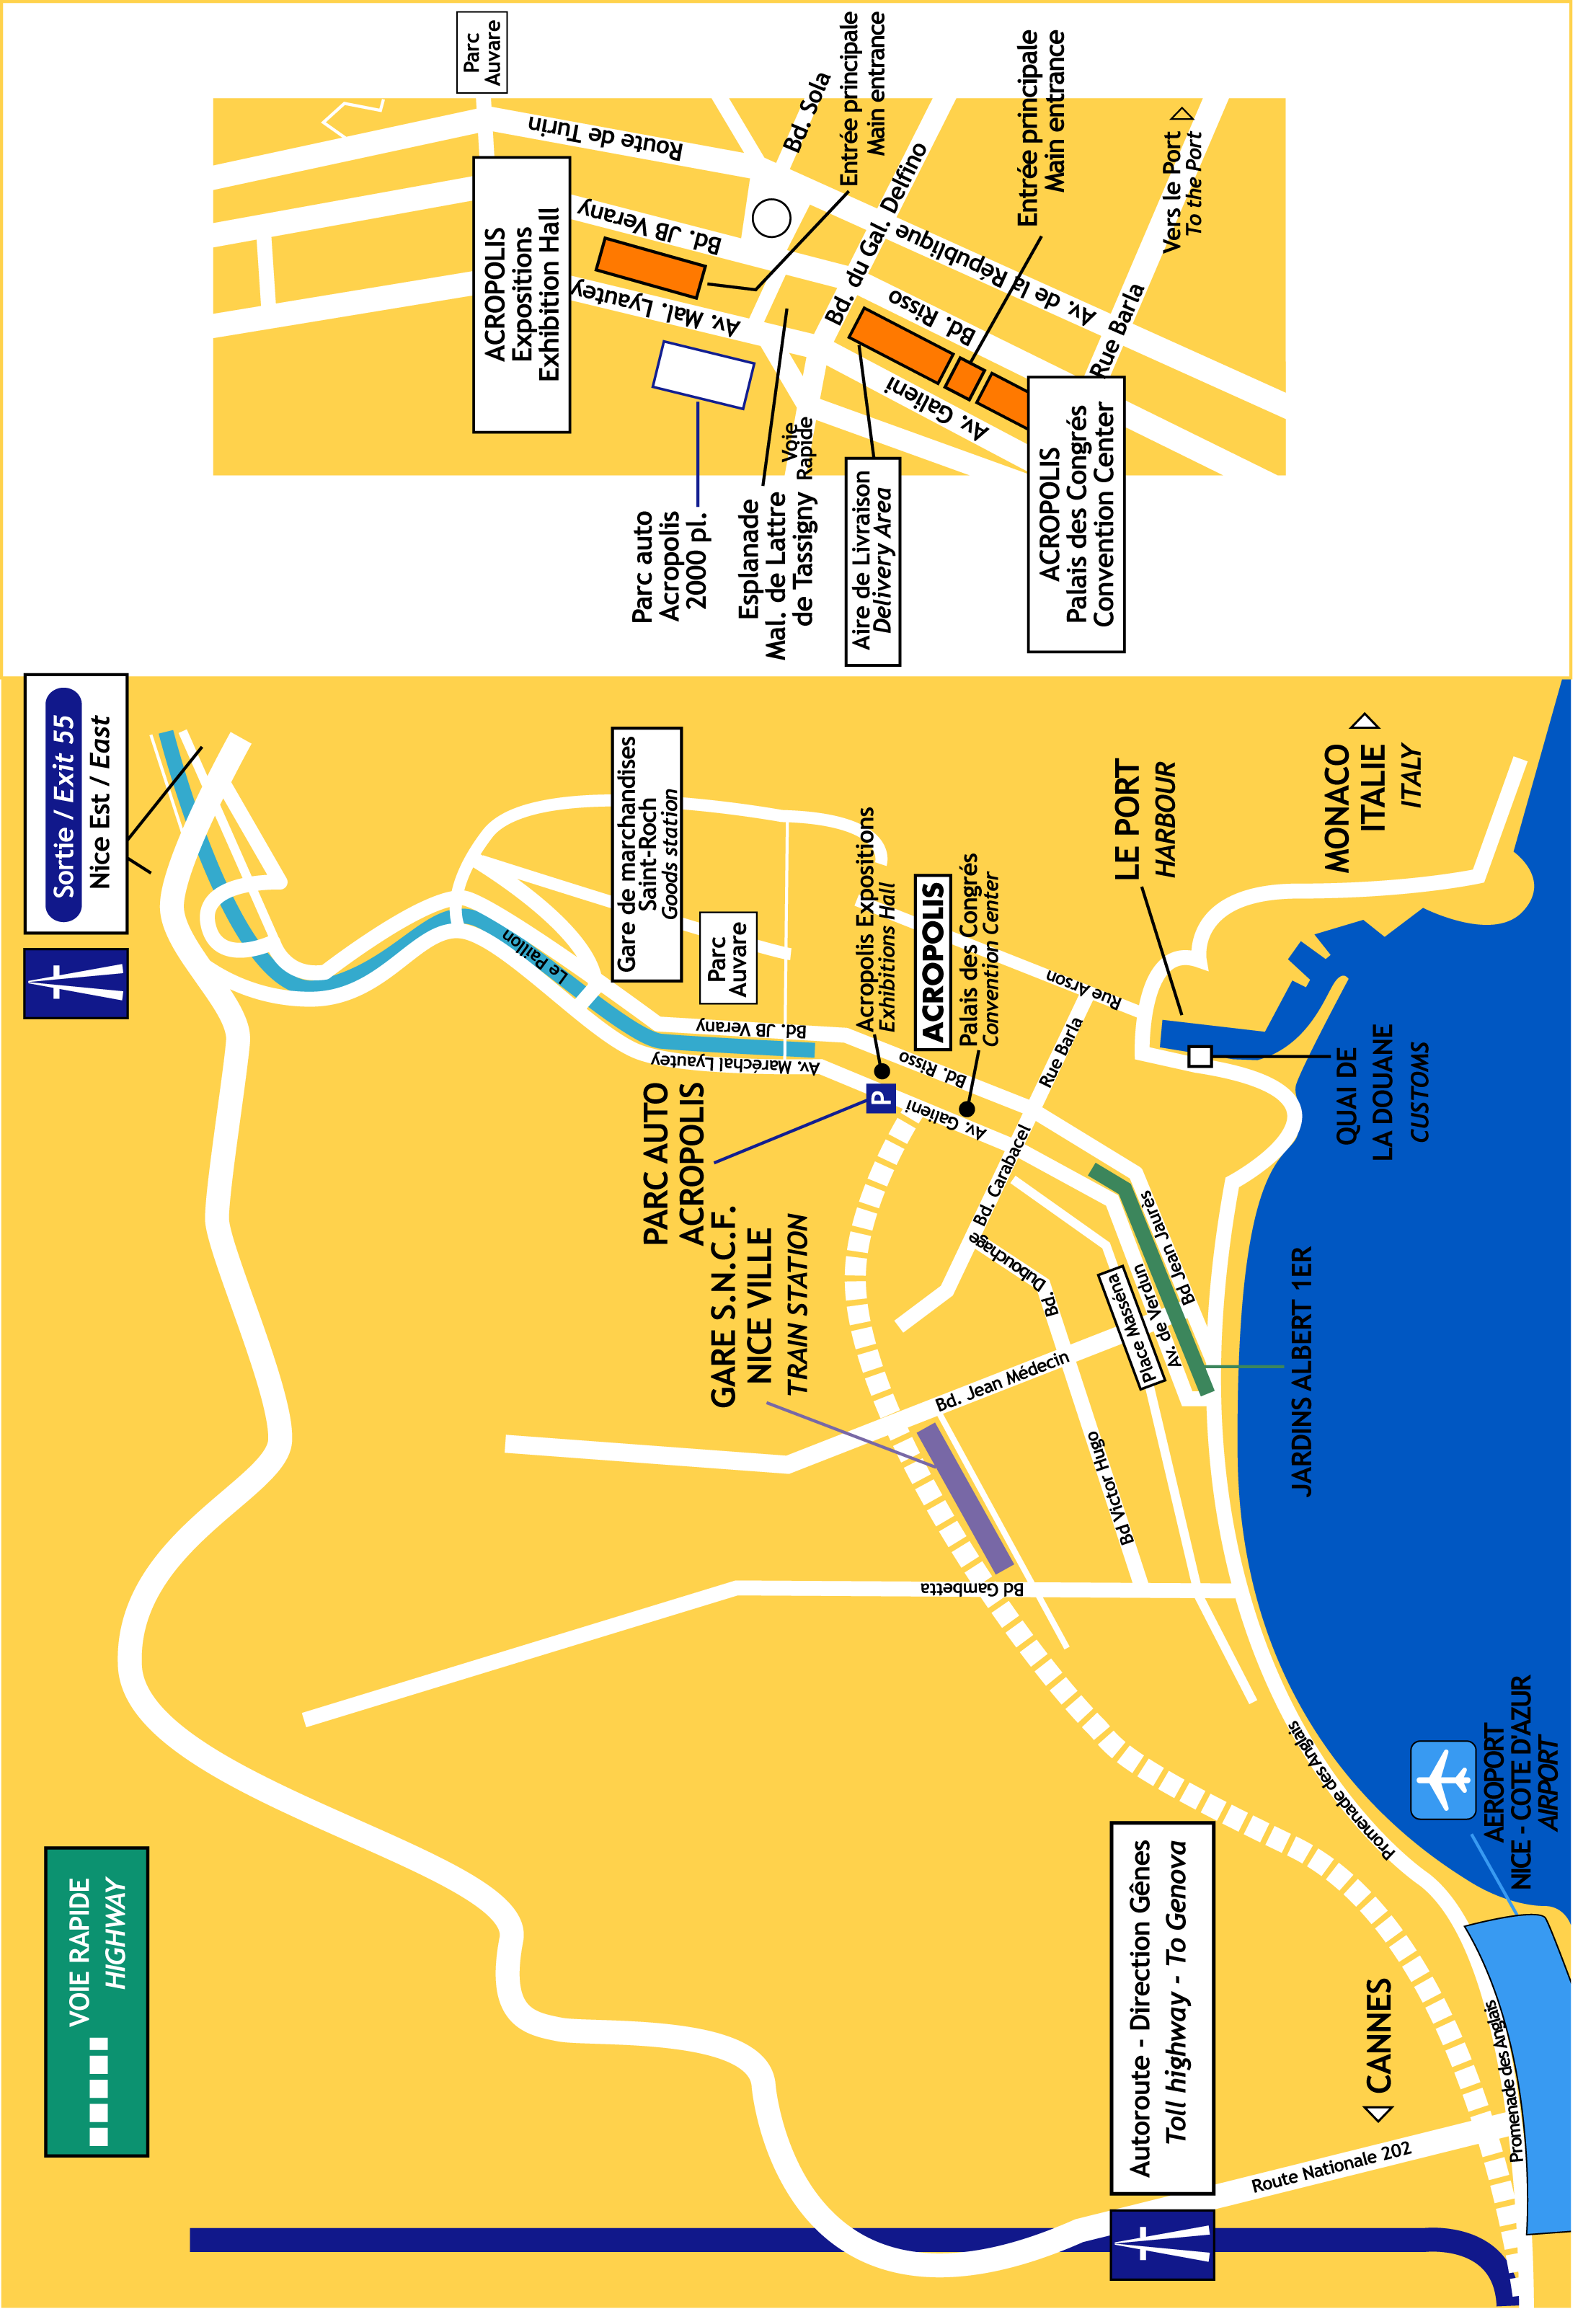 VOIE RAPIDE
HIGHWAY
Sortie / Exit 55
Nice Est / East
Le Paillon
Gare de marchandises
Saint-Roch
Goods station
Parc
Auvare
Bd. JB Verany
Av. Maréchal Lyautey
PARC AUTO
ACROPOLIS
GARE S.N.C.F.
NICE VILLE
TRAIN STATION
P
Acropolis Expositions
Exhibitions Hall
ACROPOLIS
Palais des Congrés
Convention Center
Bd. Risso
Av. Galieni
Rue Arson
Rue Barla
Bd. Carabacel
Bd. Dubouchage
Bd. Jean Médecin
Place Masséna
Av. de Verdun
Bd Jean Jaurès
Bd Victor Hugo
Bd Gambetta
LE PORT
HARBOUR
MONACO
ITALIE
ITALY
QUAI DE
LA DOUANE
CUSTOMS
JARDINS ALBERT 1ER
Promenade des Anglais
AEROPORT
NICE - COTE D'AZUR
AIRPORT
Autoroute - Direction Gênes
Toll highway - To Genova
CANNES
Route Nationale 202
Promenade des Anglais
Parc
Auvare
Route de Turin
ACROPOLIS
Expositions
Exhibition Hall
Bd. JB Verany
Av. Mal. Lyautey
Bd. Sola
Entrée principale
Main entrance
Bd. du Gal. Delfino
Av. de la République
Bd. Risso
Av. Galieni
Entrée principale
Main entrance
Rue Barla
Vers le Port
To the Port
Parc auto
Acropolis
2000 pl.
Esplanade
Mal. de Lattre
de Tassigny
Voie
Rapide
Aire de Livraison
Delivery Area
ACROPOLIS
Palais des Congrés
Convention Center